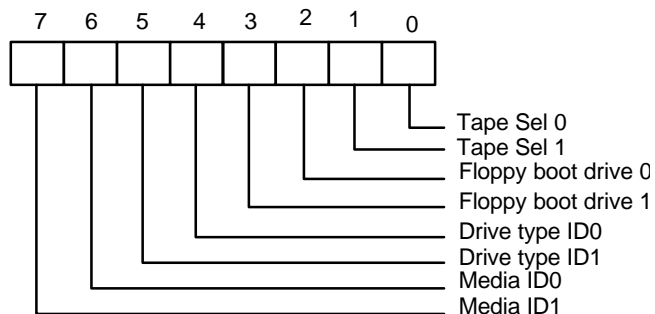 7 6 5 4 3 2 1 0
Tape Sel 0
Tape Sel 1
Floppy boot drive 0
Floppy boot drive 1
Drive type ID0
Drive type ID1
Media ID0
Media ID1